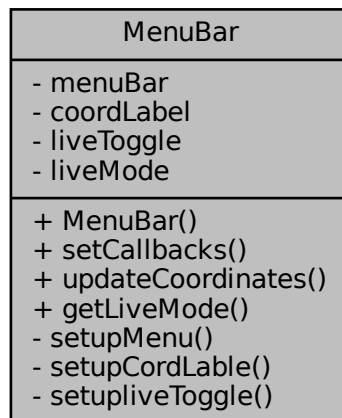 MenuBar
- menuBar
- coordLabel
- liveToggle
- liveMode
+ MenuBar()
+ setCallbacks()
+ updateCoordinates()
+ getLiveMode()
- setupMenu()
- setupCordLable()
- setupliveToggle()